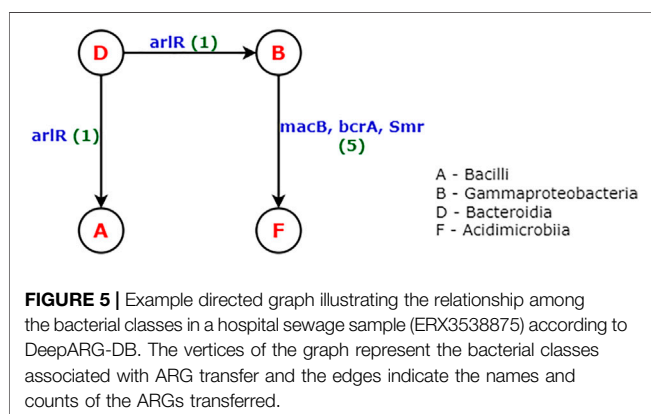 D
arlR (1)
B
arlR (1)
macB, bcrA, Smr
(5)
A
F
A - Bacilli
B - Gammaproteobacteria
D - Bacteroidia
F - Acidimicrobiia
FIGURE 5 | Example directed graph illustrating the relationship among
the bacterial classes in a hospital sewage sample (ERX3538875) according to
DeepARG-DB. The vertices of the graph represent the bacterial classes
associated with ARG transfer and the edges indicate the names and
counts of the ARGs transferred.